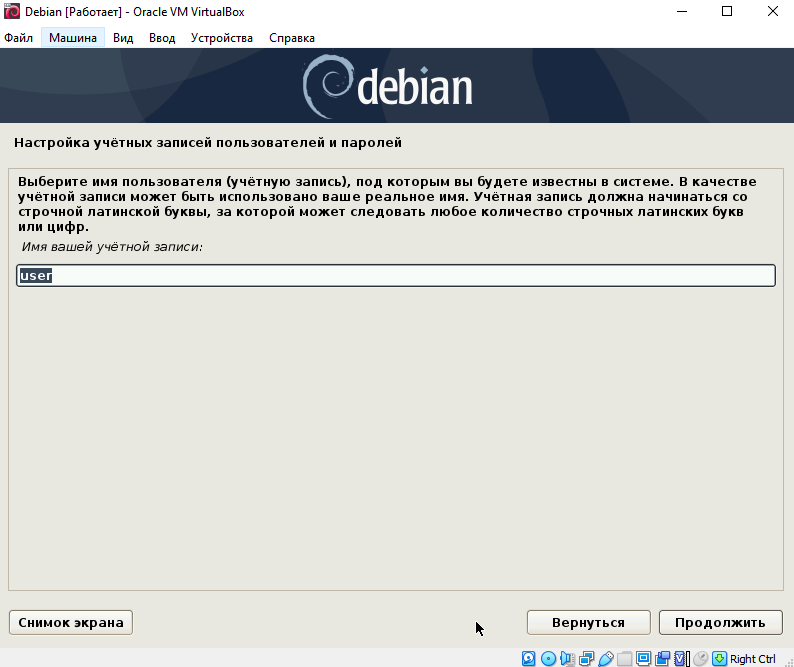 Debian [Работает] - Oracle VM VirtualBox
Файл Машина Вид Ввод Устройства Справка
debian
Настройка учётных записей пользователей и паролей
Выберите имя пользователя (учётную запись), под которым вы будете известны в системе. В качестве
учётной записи может быть использовано ваше реальное имя. Учётная запись должна начинаться со
строчной латинской буквы, за которой может следовать любое количество строчных латинских букв
или цифр.
Имя вашей учётной записи:
user
Снимок экрана Вернуться Продолжить
Right Ctrl